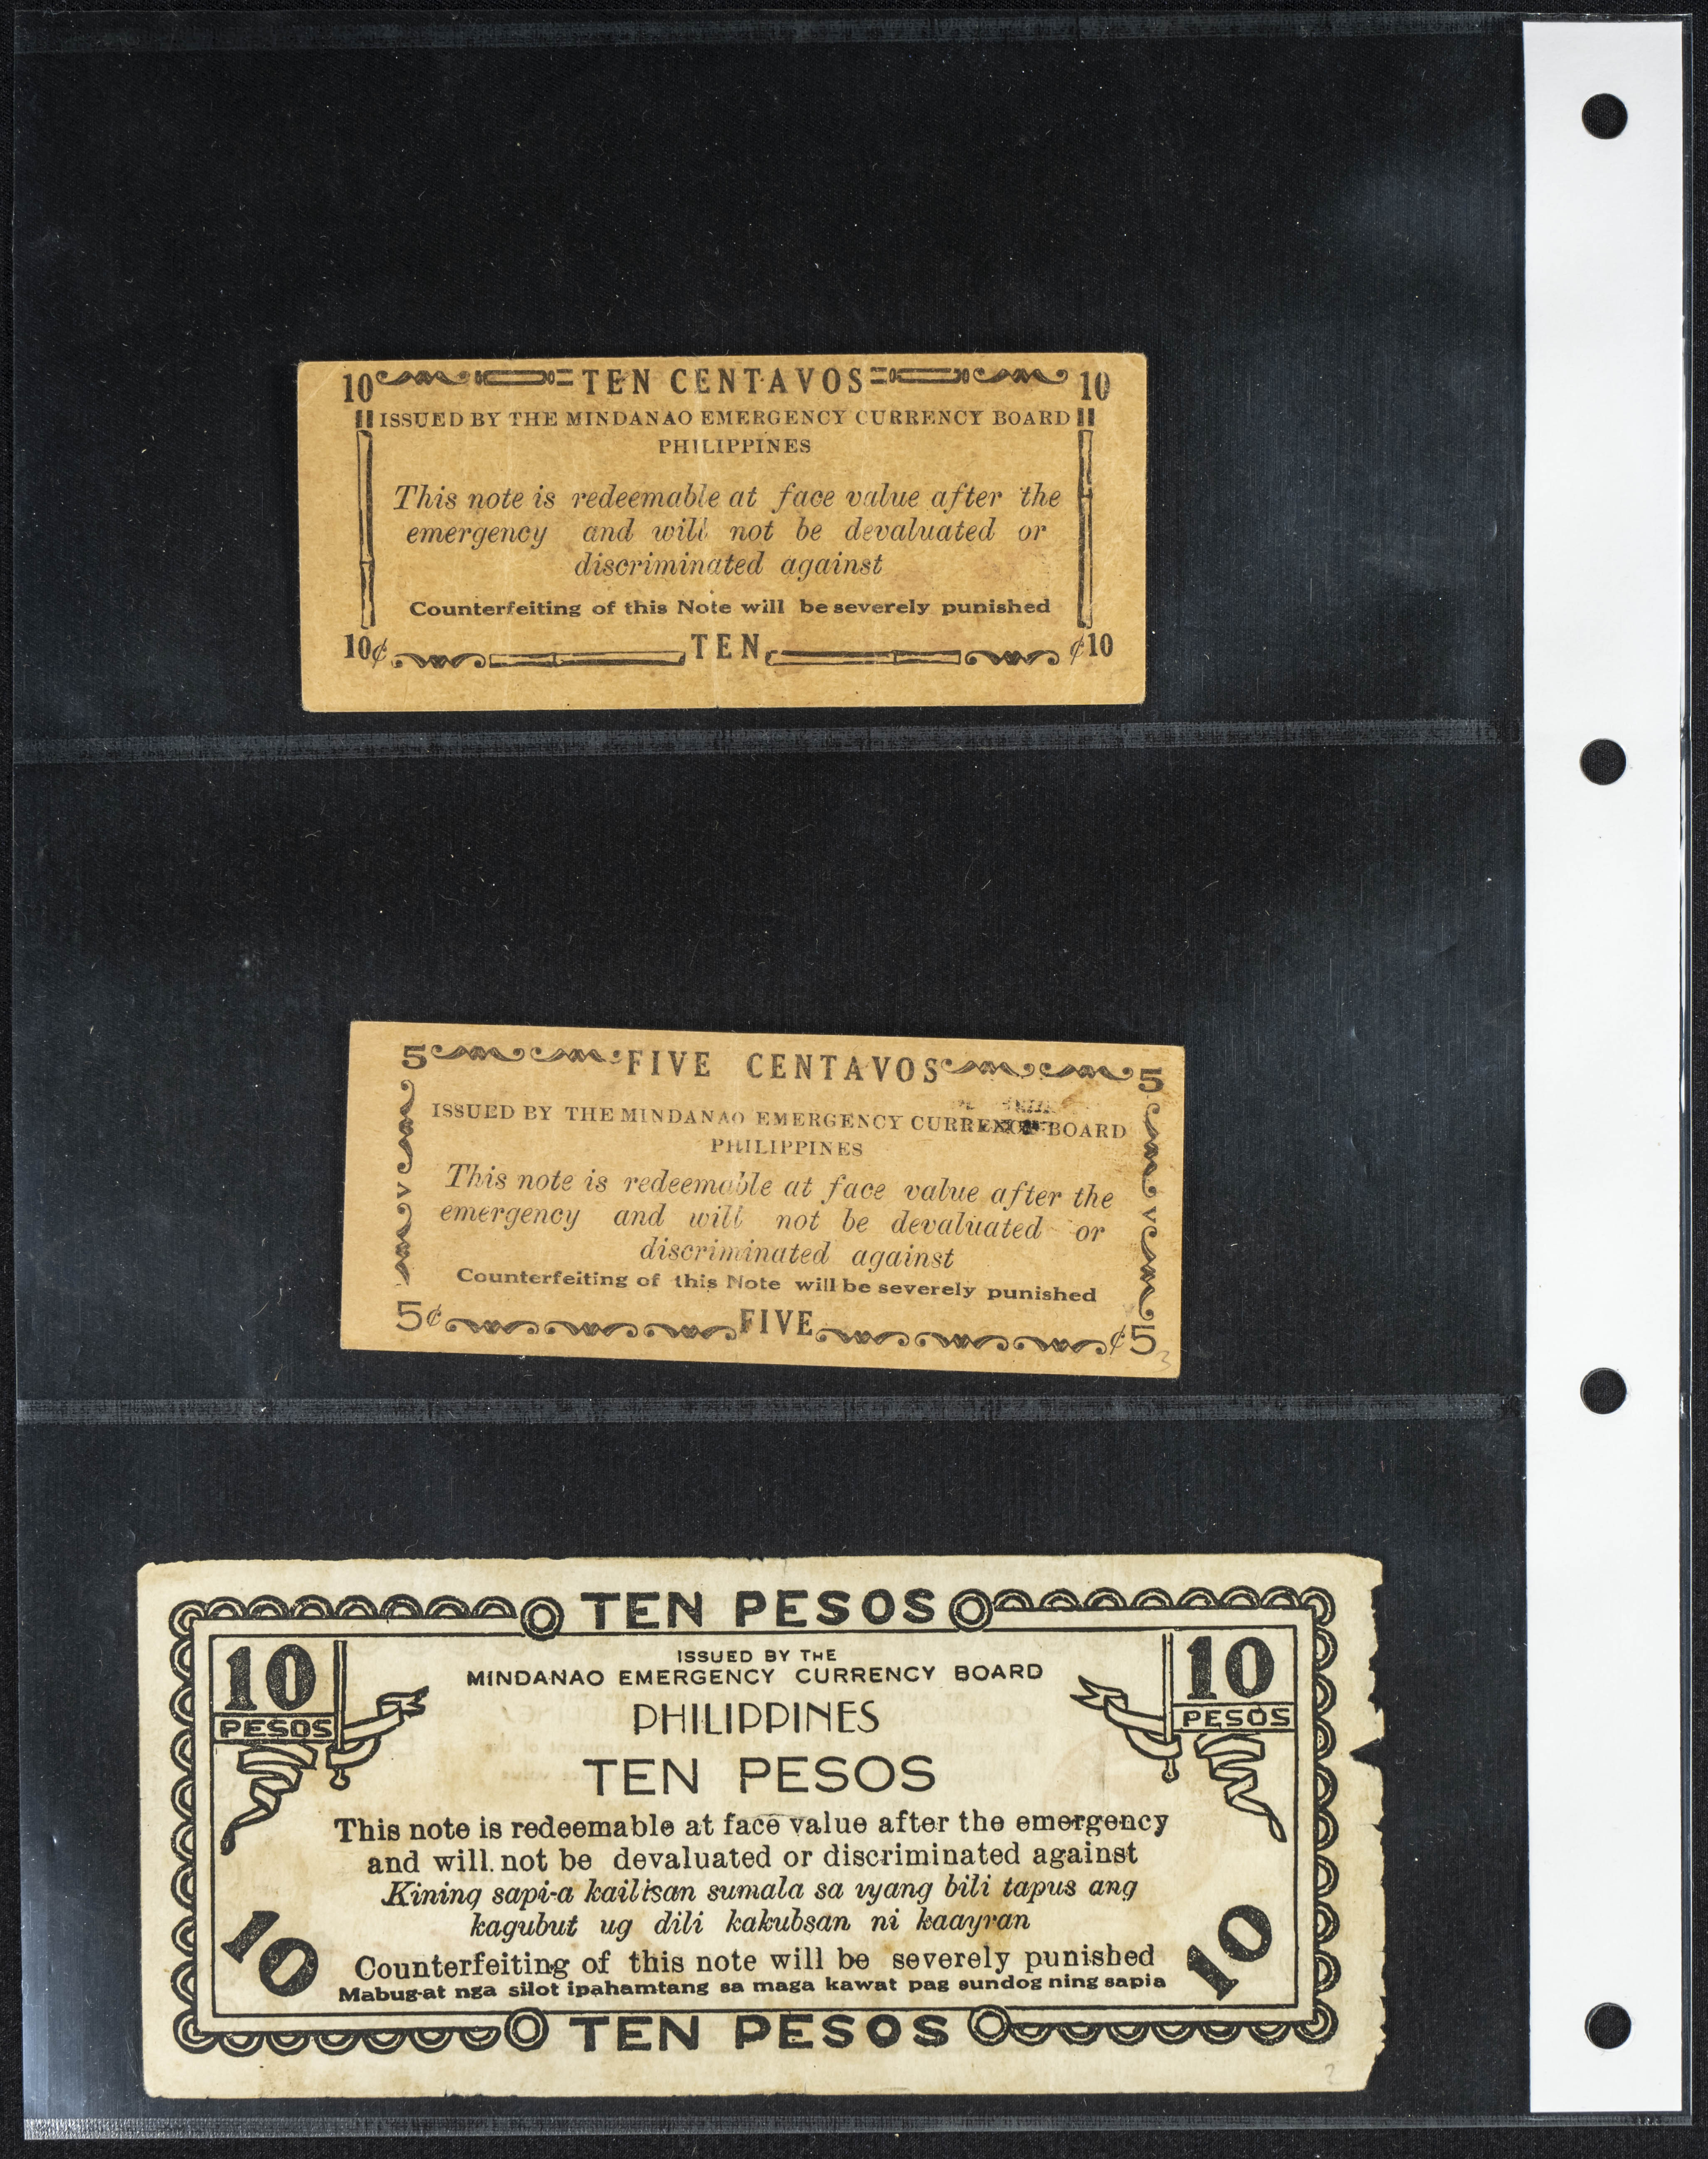 10 TEN CENTAVOS 10
ISSUED BY THE MINDANAO EMERGENCY CURRENCY BOARD
PHILIPPINES
This note is redeemable at face value after the
emergency and will not be devaluated or
discriminated against
Counterfeiting of this Note will be severely punished
10¢ TEN ¢10
5 FIVE CENTAVOS 5
ISSUED BY THE MINDANAO EMERGENCY CURRENCY BOARD
PHILIPPINES
This note is redeemable at face value after the
emergency and will not be devaluated or
discriminated against
Counterfeiting of this Note will be severely punished
5¢ FIVE ¢5
3
TEN PESOS
10 10
PESOS PESOS
ISSUED BY THE
MINDANAO EMERGENCY CURRENCY BOARD
PHILIPPINES
TEN PESOS
This note is redeemable at face value after the emergency
and will not be devaluated or discriminated against
Kining sapi-a kailisan sumala sa vyang bili tapus ang
kagubut ug dili kakubsan ni kaayran
10 10
Counterfeiting of this note will be severely punished
Mabug-at nga silot ipahamtang sa maga kawat pag sundog ning sapia
TEN PESOS
2